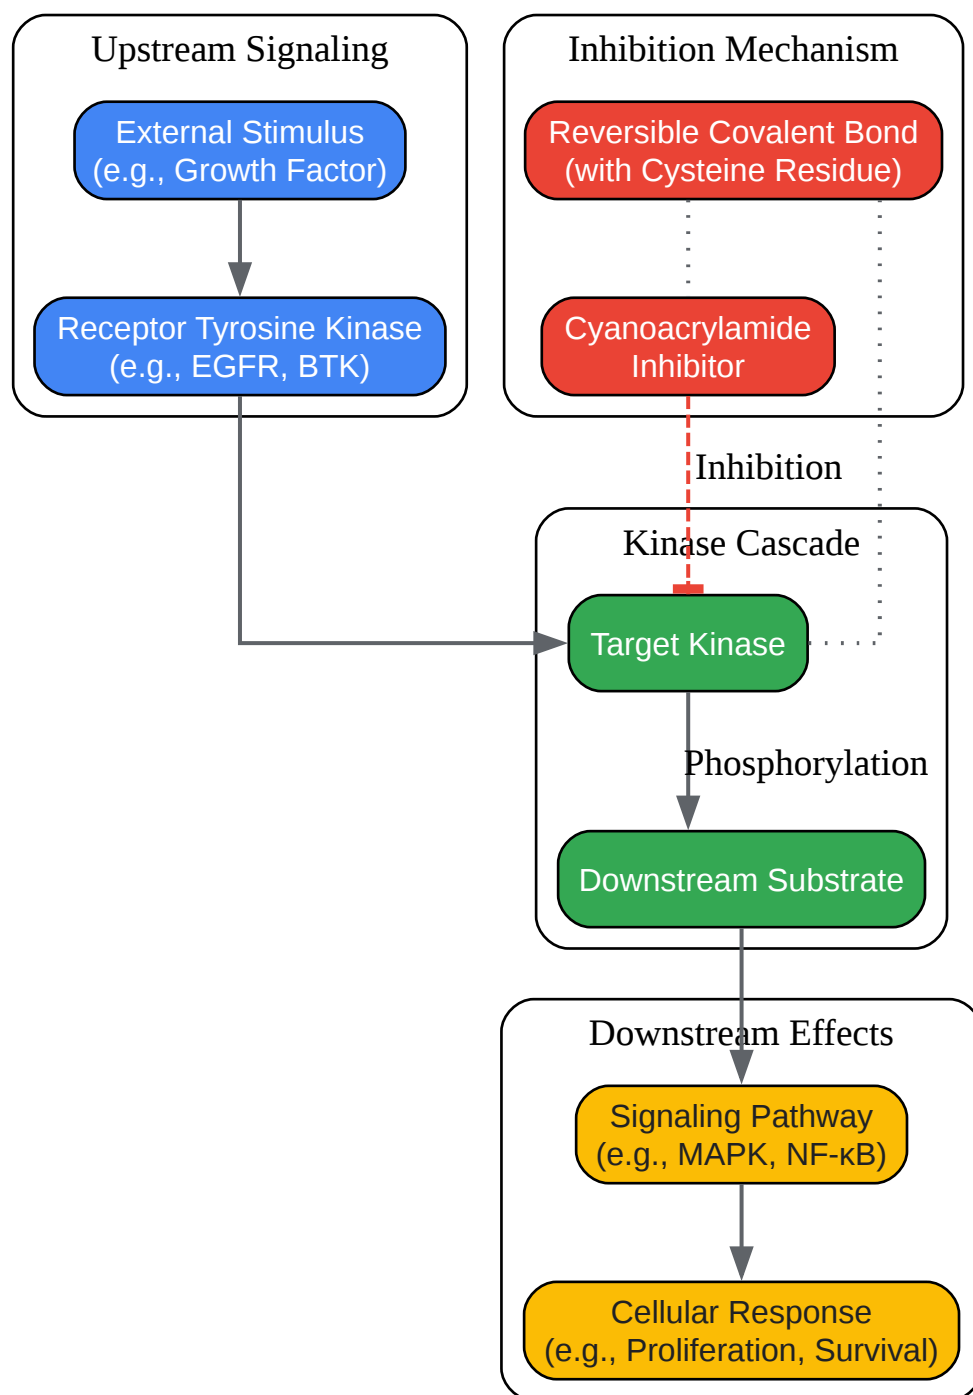 Upstream Signaling
External Stimulus
(e.g., Growth Factor)
Receptor Tyrosine Kinase
(e.g., EGFR, BTK)
Inhibition Mechanism
Reversible Covalent Bond
(with Cysteine Residue)
Cyanoacrylamide
Inhibitor
Inhibition
Kinase Cascade
Target Kinase
Phosphorylation
Downstream Substrate
Downstream Effects
Signaling Pathway
(e.g., MAPK, NF-κB)
Cellular Response
(e.g., Proliferation, Survival)